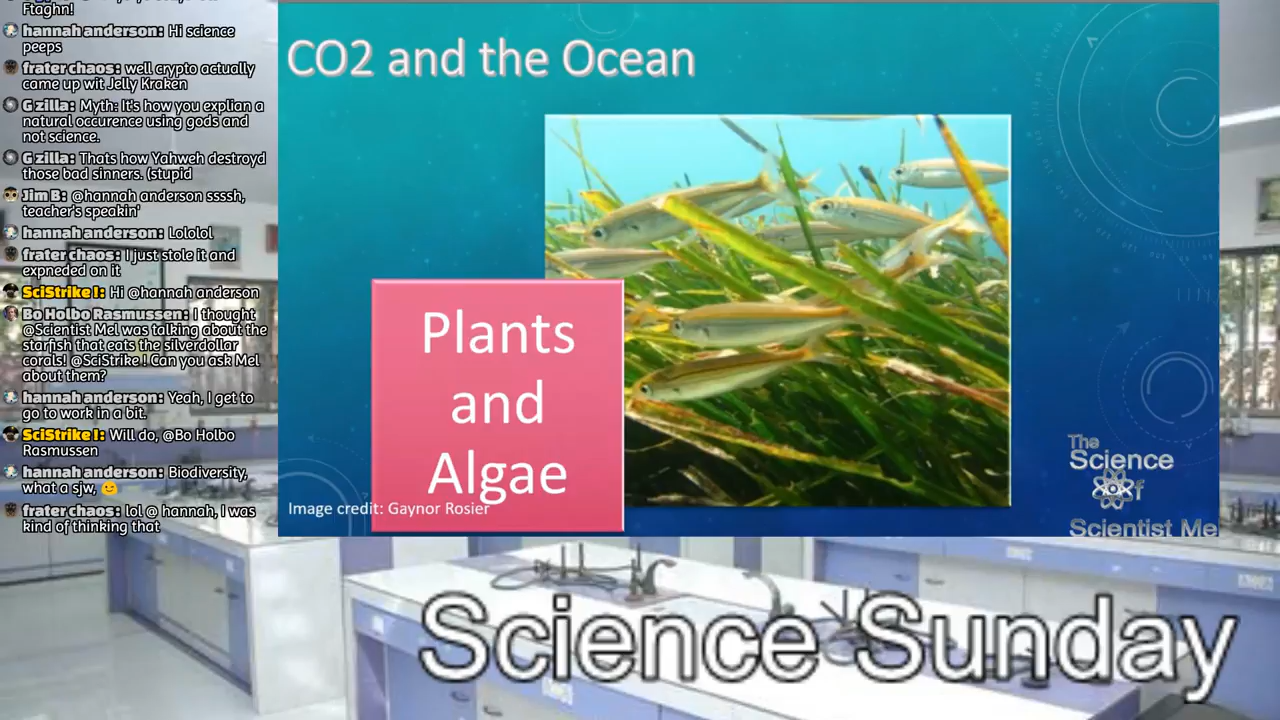 Ftaghn!
hannah anderson: Hi science
peeps
frater chaos: well crypto actually
came up wit Jelly Kraken
G zilla: Myth: It's how you explian a
natural occurence using gods and
not science.
G zilla: Thats how Yahweh destroyd
those bad sinners. (stupid
Jim B: @hannah anderson ssssh,
teacher's speakin'
hannah anderson: Lolololol
frater chaos: I just stole it and
expneded on it
SciStrike !: Hi @hannah anderson
Bo Holbo Rasmussen: I thought
@Scientist Mel was talking about the
starfish that eats the silverdollar
corals! @SciStrike ! Can you ask Mel
about them?
hannah anderson: Yeah, I get to
go to work in a bit.
SciStrike !: Will do, @Bo Holbo
Rasmussen
hannah anderson: Biodiversity,
what a sjw, 🙂
frater chaos: lol @ hannah, I was
kind of thinking that
CO2 and the Ocean
Plants
and
Algae
Image credit: Gaynor Rosier
The
Science
of
Scientist Me
Science Sunday